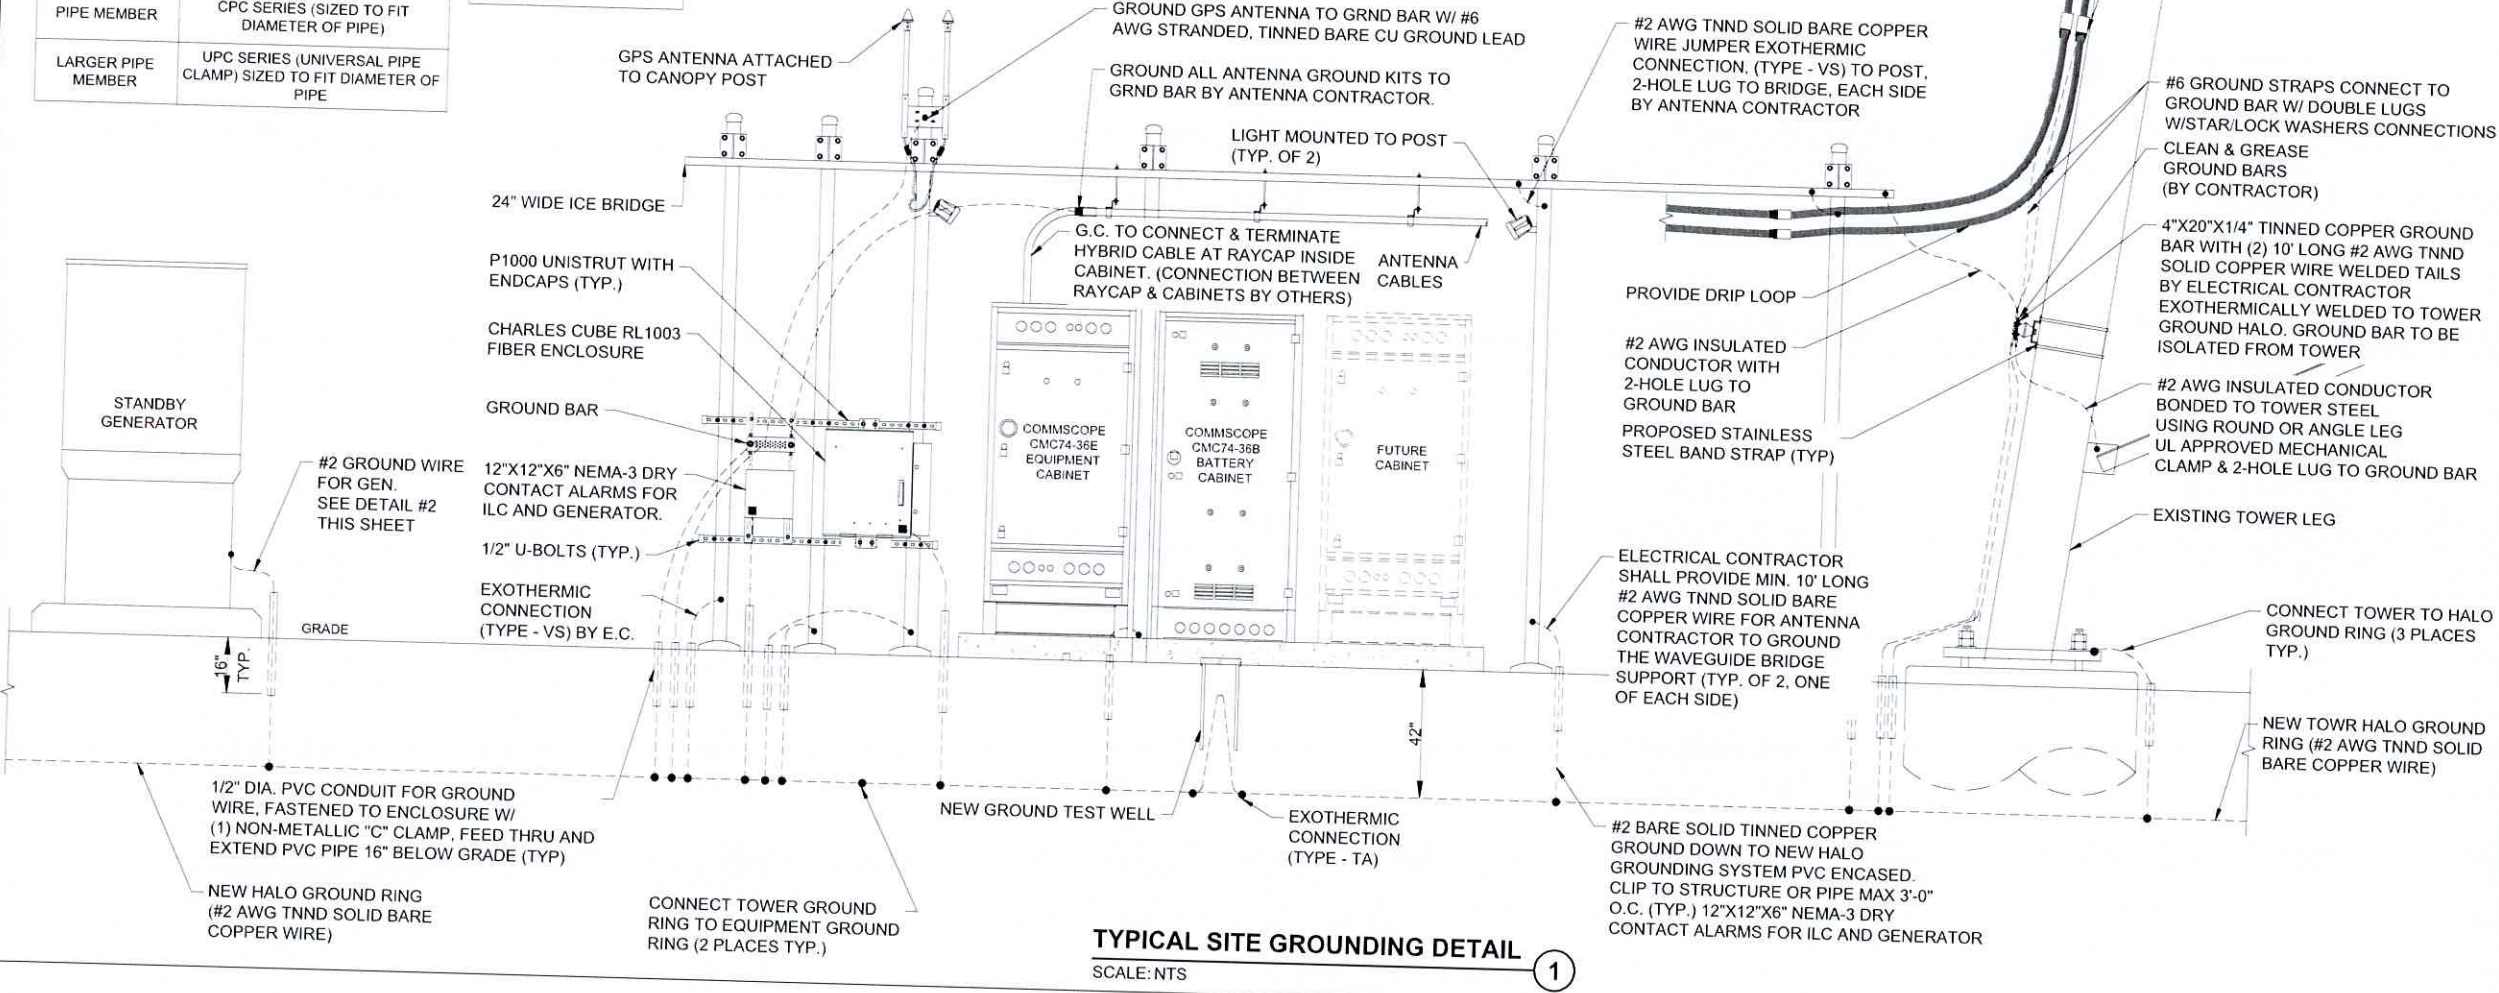 PIPE MEMBER
CPC SERIES (SIZED TO FIT
DIAMETER OF PIPE)
LARGER PIPE
MEMBER
UPC SERIES (UNIVERSAL PIPE
CLAMP) SIZED TO FIT DIAMETER OF
PIPE
GPS ANTENNA ATTACHED
TO CANOPY POST
GROUND GPS ANTENNA TO GRND BAR W/ #6
AWG STRANDED, TINNED BARE CU GROUND LEAD
GROUND ALL ANTENNA GROUND KITS TO
GRND BAR BY ANTENNA CONTRACTOR.
LIGHT MOUNTED TO POST
(TYP. OF 2)
#2 AWG TNND SOLID BARE COPPER
WIRE JUMPER EXOTHERMIC
CONNECTION, (TYPE - VS) TO POST,
2-HOLE LUG TO BRIDGE, EACH SIDE
BY ANTENNA CONTRACTOR
#6 GROUND STRAPS CONNECT TO
GROUND BAR W/ DOUBLE LUGS
W/STAR/LOCK WASHERS CONNECTIONS
CLEAN & GREASE
GROUND BARS
(BY CONTRACTOR)
4"X20"X1/4" TINNED COPPER GROUND
BAR WITH (2) 10' LONG #2 AWG TNND
SOLID COPPER WIRE WELDED TAILS
BY ELECTRICAL CONTRACTOR
EXOTHERMICALLY WELDED TO TOWER
GROUND HALO. GROUND BAR TO BE
ISOLATED FROM TOWER
#2 AWG INSULATED CONDUCTOR
BONDED TO TOWER STEEL
USING ROUND OR ANGLE LEG
UL APPROVED MECHANICAL
CLAMP & 2-HOLE LUG TO GROUND BAR
EXISTING TOWER LEG
CONNECT TOWER TO HALO
GROUND RING (3 PLACES
TYP.)
NEW TOWR HALO GROUND
RING (#2 AWG TNND SOLID
BARE COPPER WIRE)
24" WIDE ICE BRIDGE
P1000 UNISTRUT WITH
ENDCAPS (TYP.)
CHARLES CUBE RL1003
FIBER ENCLOSURE
GROUND BAR
12"X12"X6" NEMA-3 DRY
CONTACT ALARMS FOR
ILC AND GENERATOR.
1/2" U-BOLTS (TYP.)
EXOTHERMIC
CONNECTION
(TYPE - VS) BY E.C.
G.C. TO CONNECT & TERMINATE
HYBRID CABLE AT RAYCAP INSIDE
CABINET. (CONNECTION BETWEEN
RAYCAP & CABINETS BY OTHERS)
ANTENNA
CABLES
PROVIDE DRIP LOOP
#2 AWG INSULATED
CONDUCTOR WITH
2-HOLE LUG TO
GROUND BAR
PROPOSED STAINLESS
STEEL BAND STRAP (TYP)
STANDBY
GENERATOR
#2 GROUND WIRE
FOR GEN.
SEE DETAIL #2
THIS SHEET
COMMSCOPE
CMC74-36E
EQUIPMENT
CABINET
COMMSCOPE
CMC74-36B
BATTERY
CABINET
FUTURE
CABINET
ELECTRICAL CONTRACTOR
SHALL PROVIDE MIN. 10' LONG
#2 AWG TNND SOLID BARE
COPPER WIRE FOR ANTENNA
CONTRACTOR TO GROUND
THE WAVEGUIDE BRIDGE
SUPPORT (TYP. OF 2, ONE
OF EACH SIDE)
GRADE
16"
TYP.
42"
1/2" DIA. PVC CONDUIT FOR GROUND
WIRE, FASTENED TO ENCLOSURE W/
(1) NON-METALLIC "C" CLAMP, FEED THRU AND
EXTEND PVC PIPE 16" BELOW GRADE (TYP)
NEW HALO GROUND RING
(#2 AWG TNND SOLID BARE
COPPER WIRE)
CONNECT TOWER GROUND
RING TO EQUIPMENT GROUND
RING (2 PLACES TYP.)
NEW GROUND TEST WELL
EXOTHERMIC
CONNECTION
(TYPE - TA)
#2 BARE SOLID TINNED COPPER
GROUND DOWN TO NEW HALO
GROUNDING SYSTEM PVC ENCASED.
CLIP TO STRUCTURE OR PIPE MAX 3'-0"
O.C. (TYP.) 12"X12"X6" NEMA-3 DRY
CONTACT ALARMS FOR ILC AND GENERATOR
TYPICAL SITE GROUNDING DETAIL
1
SCALE: NTS